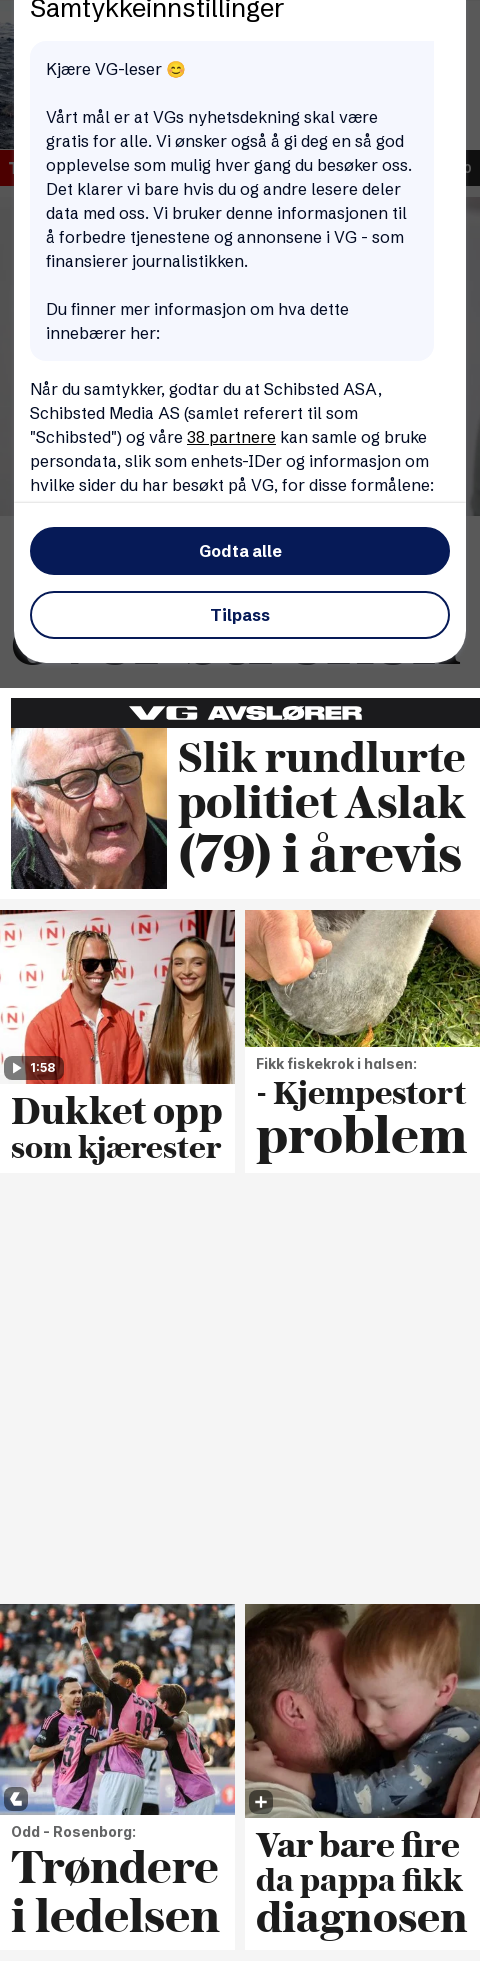 Samtykkeinnstillinger
Kjære VG-leser 😊
Vårt mål er at VGs nyhetsdekning skal være
gratis for alle. Vi ønsker også å gi deg en så god
opplevelse som mulig hver gang du besøker oss.
Det klarer vi bare hvis du og andre lesere deler
data med oss. Vi bruker denne informasjonen til
å forbedre tjenestene og annonsene i VG - som
finansierer journalistikken.
Du finner mer informasjon om hva dette
innebærer her:
Når du samtykker, godtar du at Schibsted ASA,
Schibsted Media AS (samlet referert til som
"Schibsted") og våre 38 partnere kan samle og bruke
persondata, slik som enhets-IDer og informasjon om
hvilke sider du har besøkt på VG, for disse formålene:
Godta alle
Tilpass
VG AVSLØRER
Slik rundlurte
politiet Aslak
(79) i årevis
1:58
Dukket opp
som kjærester
Fikk fiskekrok i halsen:
- Kjempestort
problem
Odd - Rosenborg:
Trøndere
i ledelsen
Var bare fire
da pappa fikk
diagnosen